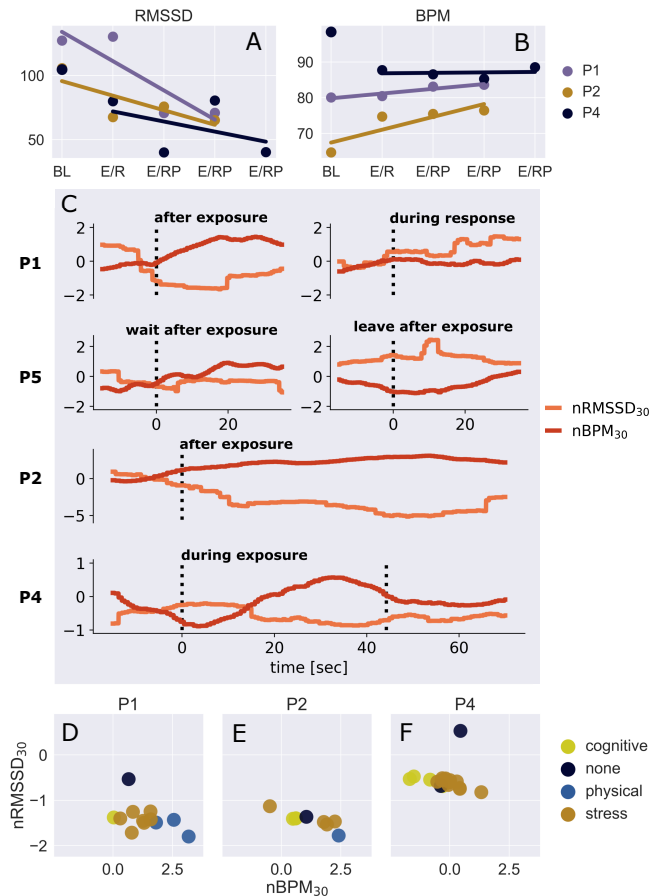 RMSSD
BPM
A
B
100
50
BL
E/R
E/RP
E/RP
E/RP
90
80
70
BL
E/R
E/RP
E/RP
E/RP
P1
P2
P4
C
P1
after exposure
2
0
−2
during response
2
0
−2
P5
wait after exposure
2
0
−2
0
20
leave after exposure
2
0
−2
0
20
nRMSSD30
nBPM30
P2
after exposure
0
−5
P4
during exposure
1
0
−1
0
20
40
60
time [sec]
P1
P2
P4
D
E
F
nRMSSD30
0
−1
−2
0.0
2.5
0.0
2.5
0.0
2.5
nBPM30
cognitive
none
physical
stress